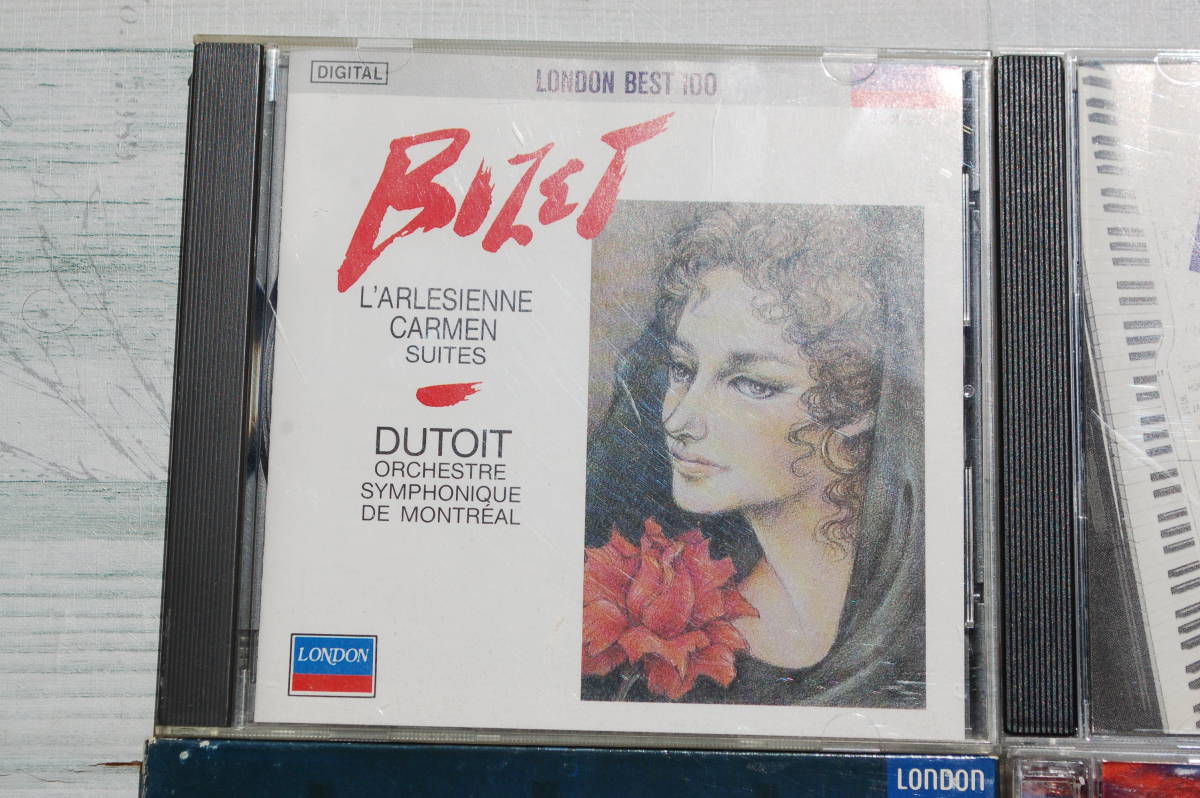 DIGITAL
LONDON BEST 100
BIZET
L'ARLESIENNE
CARMEN
SUITES
DUTOIT
ORCHESTRE
SYMPHONIQUE
DE MONTRÉAL
LONDON
LONDON